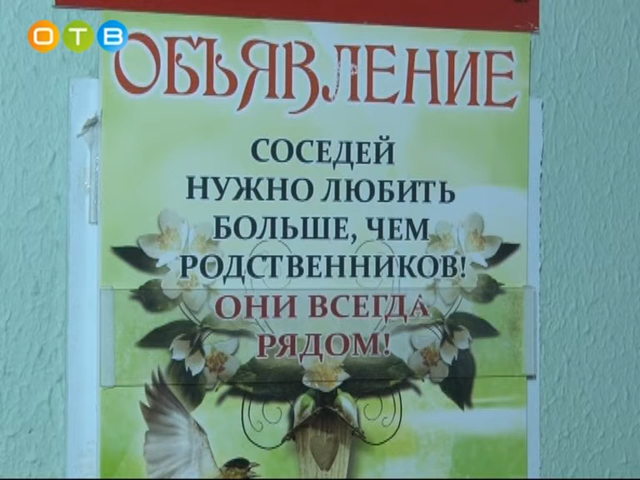 ОТВ
ОБЪЯВЛЕНИЕ
СОСЕДЕЙ
НУЖНО ЛЮБИТЬ
БОЛЬШЕ, ЧЕМ
РОДСТВЕННИКОВ!
ОНИ ВСЕГДА
РЯДОМ!